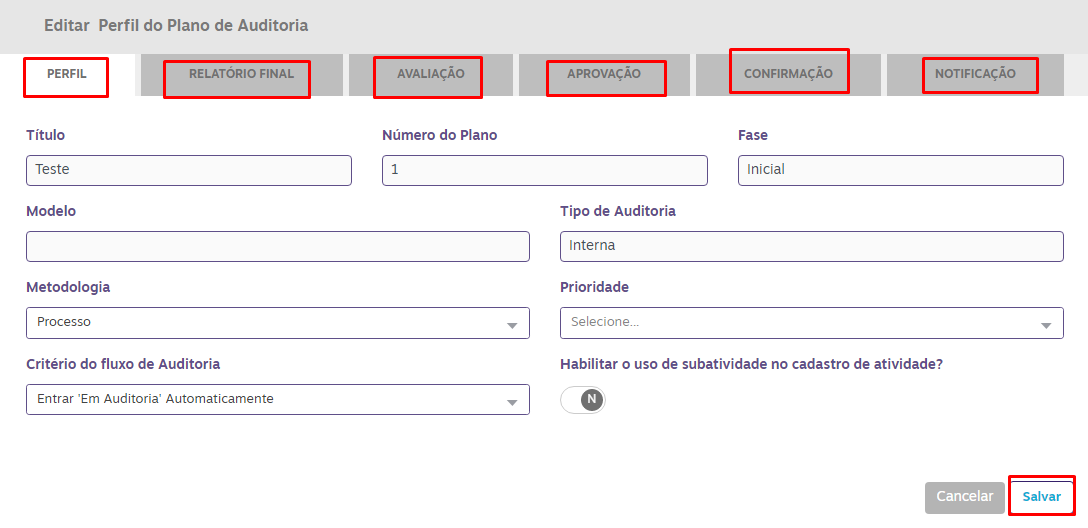 Editar Perfil do Plano de Auditoria
PERFIL RELATÓRIO FINAL AVALIAÇÃO APROVAÇÃO CONFIRMAÇÃO NOTIFICAÇÃO
Título Número do Plano Fase
Teste 1 Inicial
Modelo Tipo de Auditoria
Interna
Metodologia Prioridade
Processo Selecione...
Critério do fluxo de Auditoria Habilitar o uso de subatividade no cadastro de atividade?
Entrar 'Em Auditoria' Automaticamente N
Cancelar Salvar